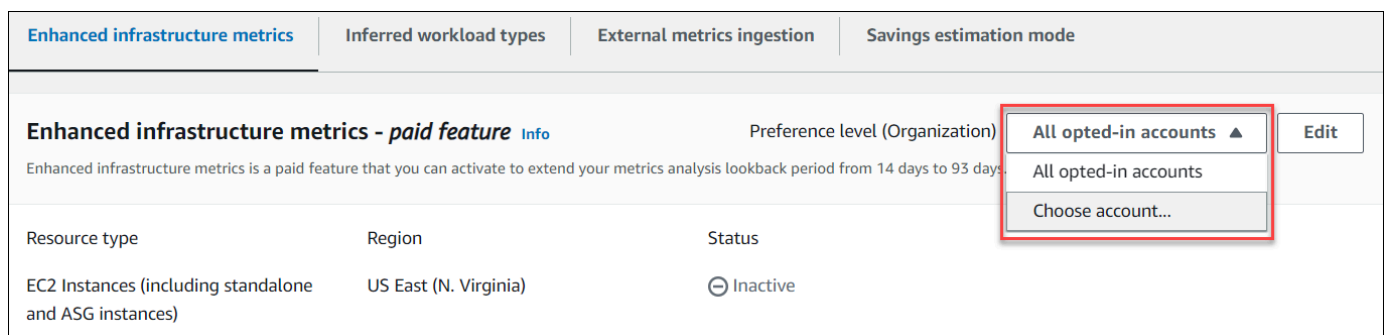 Enhanced infrastructure metrics
Inferred workload types
External metrics ingestion
Savings estimation mode
Enhanced infrastructure metrics - paid feature Info
Preference level (Organization)
All opted-in accounts
Edit
Enhanced infrastructure metrics is a paid feature that you can activate to extend your metrics analysis lookback period from 14 days to 93 days.
All opted-in accounts
Choose account...
Resource type
Region
Status
EC2 Instances (including standalone
and ASG instances)
US East (N. Virginia)
Inactive